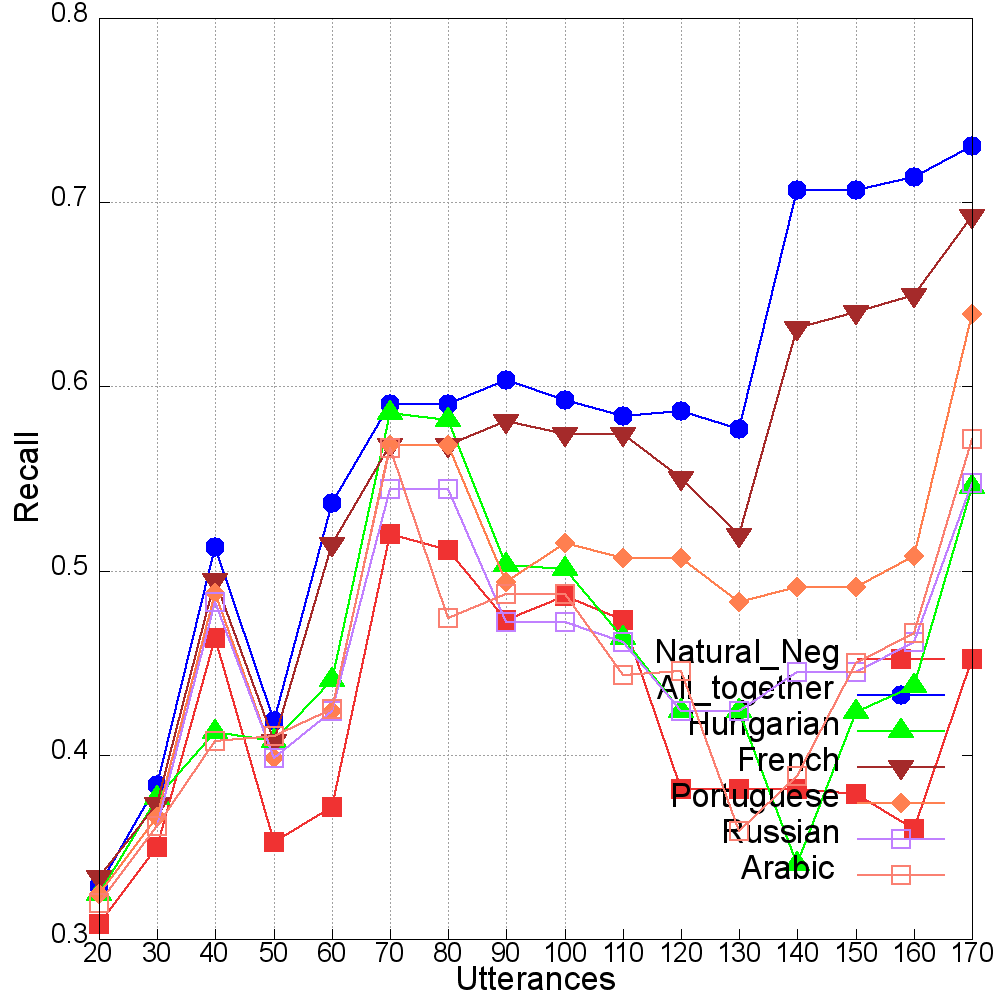 0.8
0.7
0.6
0.5
0.4
0.3
Recall
Natural_Neg
All_together
Hungarian
French
Portuguese
Russian
Arabic
20 30 40 50 60 70 80 90 100 110 120 130 140 150 160 170
Utterances